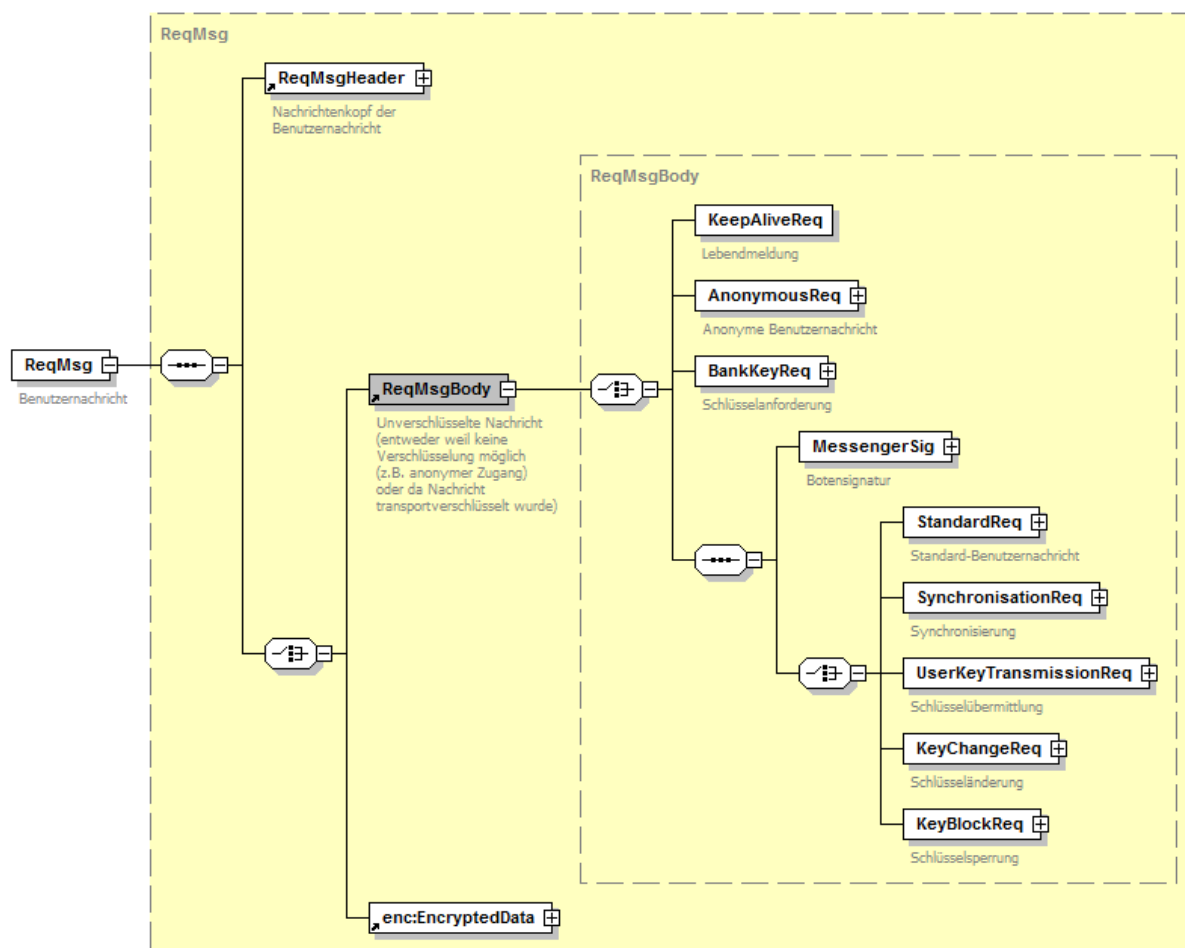 ReqMsg
ReqMsgHeader
Nachrichtenkopf der
Benutzernachricht
ReqMsgBody
KeepAliveReq
Lebendmeldung
AnonymousReq
Anonyme Benutzernachricht
ReqMsg
Benutzernachricht
ReqMsgBody
Unverschlüsselte Nachricht
(entweder weil keine
Verschlüsselung möglich
(z.B. anonymer Zugang)
oder da Nachricht
transportverschlüsselt wurde)
BankKeyReq
Schlüsselanforderung
MessengerSig
Botensignatur
StandardReq
Standard-Benutzernachricht
SynchronisationReq
Synchronisierung
UserKeyTransmissionReq
Schlüsselübermittlung
KeyChangeReq
Schlüsseländerung
KeyBlockReq
Schlüsselsperrung
enc:EncryptedData